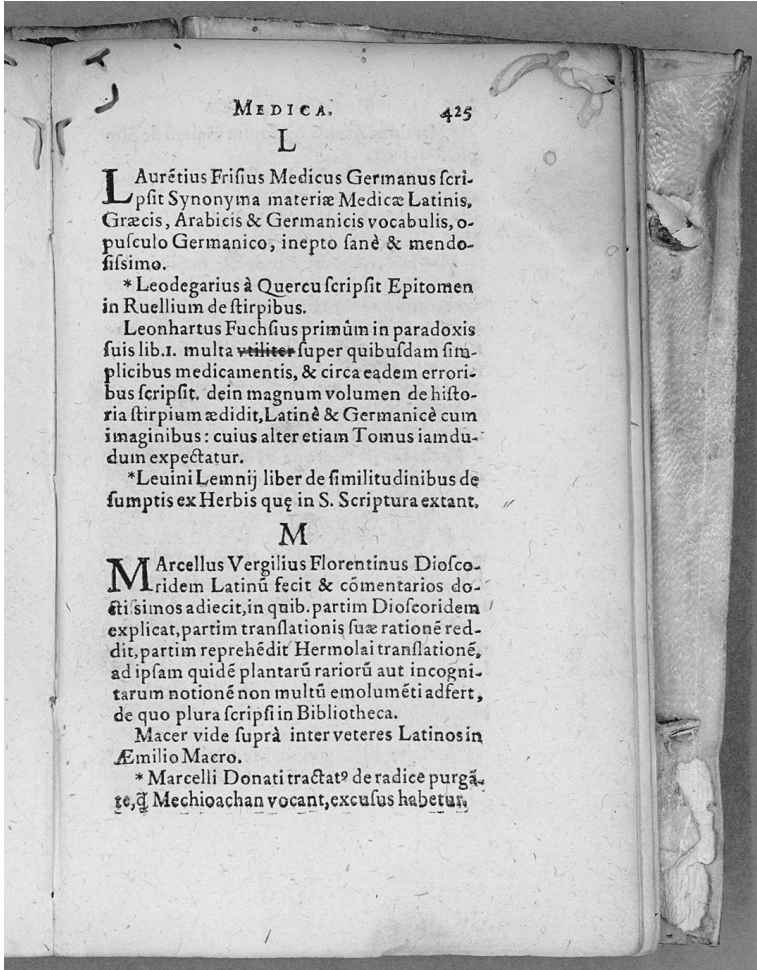 MEDICA. 425
L
LAurẽtius Frisius Medicus Germanus scri-
psit Synonyma materiæ Medicæ Latinis,
Græcis, Arabicis & Germanicis vocabulis, o-
pusculo Germanico, inepto sanè & mendo-
sissimo.
* Leodegarius à Quercu scripsit Epitomen
in Ruellium de stirpibus.
Leonhartus Fuchsius primûm in paradoxis
suis lib.1. multa vtiliter super quibusdam sim-
plicibus medicamentis, & circa eadem errori-
bus scripsit. dein magnum volumen de histo-
ria stirpium ædidit, Latinè & Germanicè cum
imaginibus: cuius alter etiam Tomus iamdu-
dum expectatur.
*Leuini Lemnij liber de similitudinibus de
sumptis ex Herbis quę in S. Scriptura extant.
M
MArcellus Vergilius Florentinus Diosco-
ridem Latinũ fecit & cõmentarios do-
ctissimos adiecit, in quib. partim Dioscoridem
explicat, partim translationis suæ rationẽ red-
dit, partim reprehẽdit Hermolai translationẽ,
ad ipsam quidẽ plantarũ rariorũ aut incogni-
tarum notionẽ non multũ emolumẽti adfert,
de quo plura scripsi in Bibliotheca.
Macer vide suprà inter veteres Latinos in
Æmilio Macro.
* Marcelli Donati tractatꝰ de radice purgã-
te, q̃ Mechioachan vocant, excusus habetur.